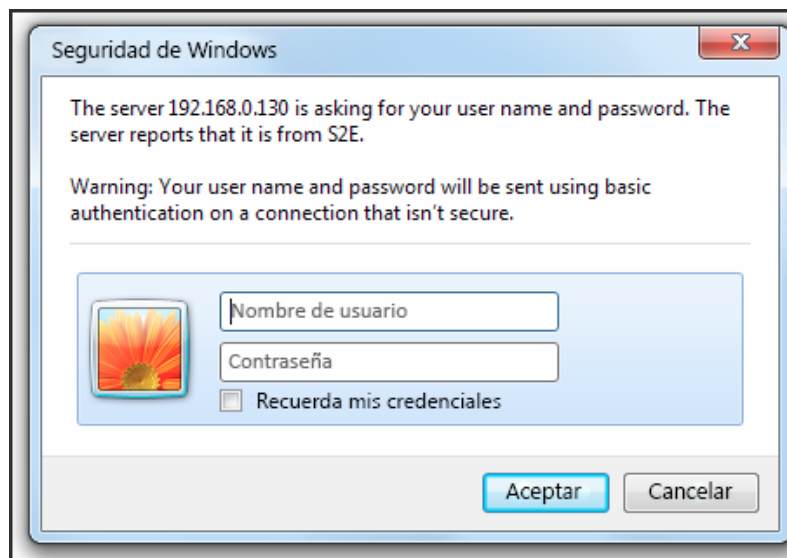 Seguridad de Windows
The server 192.168.0.130 is asking for your user name and password. The
server reports that it is from S2E.
Warning: Your user name and password will be sent using basic
authentication on a connection that isn't secure.
Nombre de usuario
Contraseña
Recuerda mis credenciales
Aceptar
Cancelar